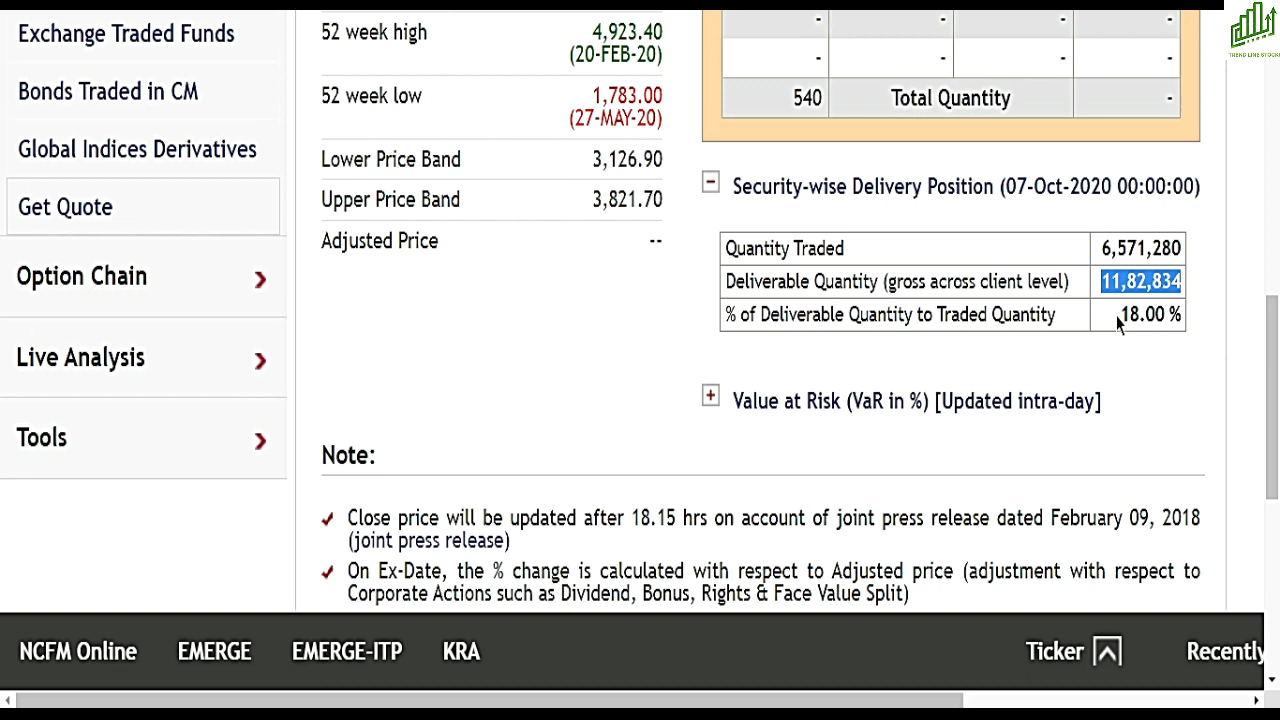 Exchange Traded Funds
Bonds Traded in CM
Global Indices Derivatives
Get Quote
Option Chain
Live Analysis
Tools
52 week high 4,923.40
(20-FEB-20)
52 week low 1,783.00
(27-MAY-20)
Lower Price Band 3,126.90
Upper Price Band 3,821.70
Adjusted Price --
- - - -
- - - -
540 Total Quantity -
TREND LINE STOCK
Security-wise Delivery Position (07-Oct-2020 00:00:00)
Quantity Traded 6,571,280
Deliverable Quantity (gross across client level) 11,82,834
% of Deliverable Quantity to Traded Quantity 18.00 %
Value at Risk (VaR in %) [Updated intra-day]
Note:
Close price will be updated after 18.15 hrs on account of joint press release dated February 09, 2018
(joint press release)
On Ex-Date, the % change is calculated with respect to Adjusted price (adjustment with respect to
Corporate Actions such as Dividend, Bonus, Rights & Face Value Split)
NCFM Online EMERGE EMERGE-ITP KRA Ticker Recently